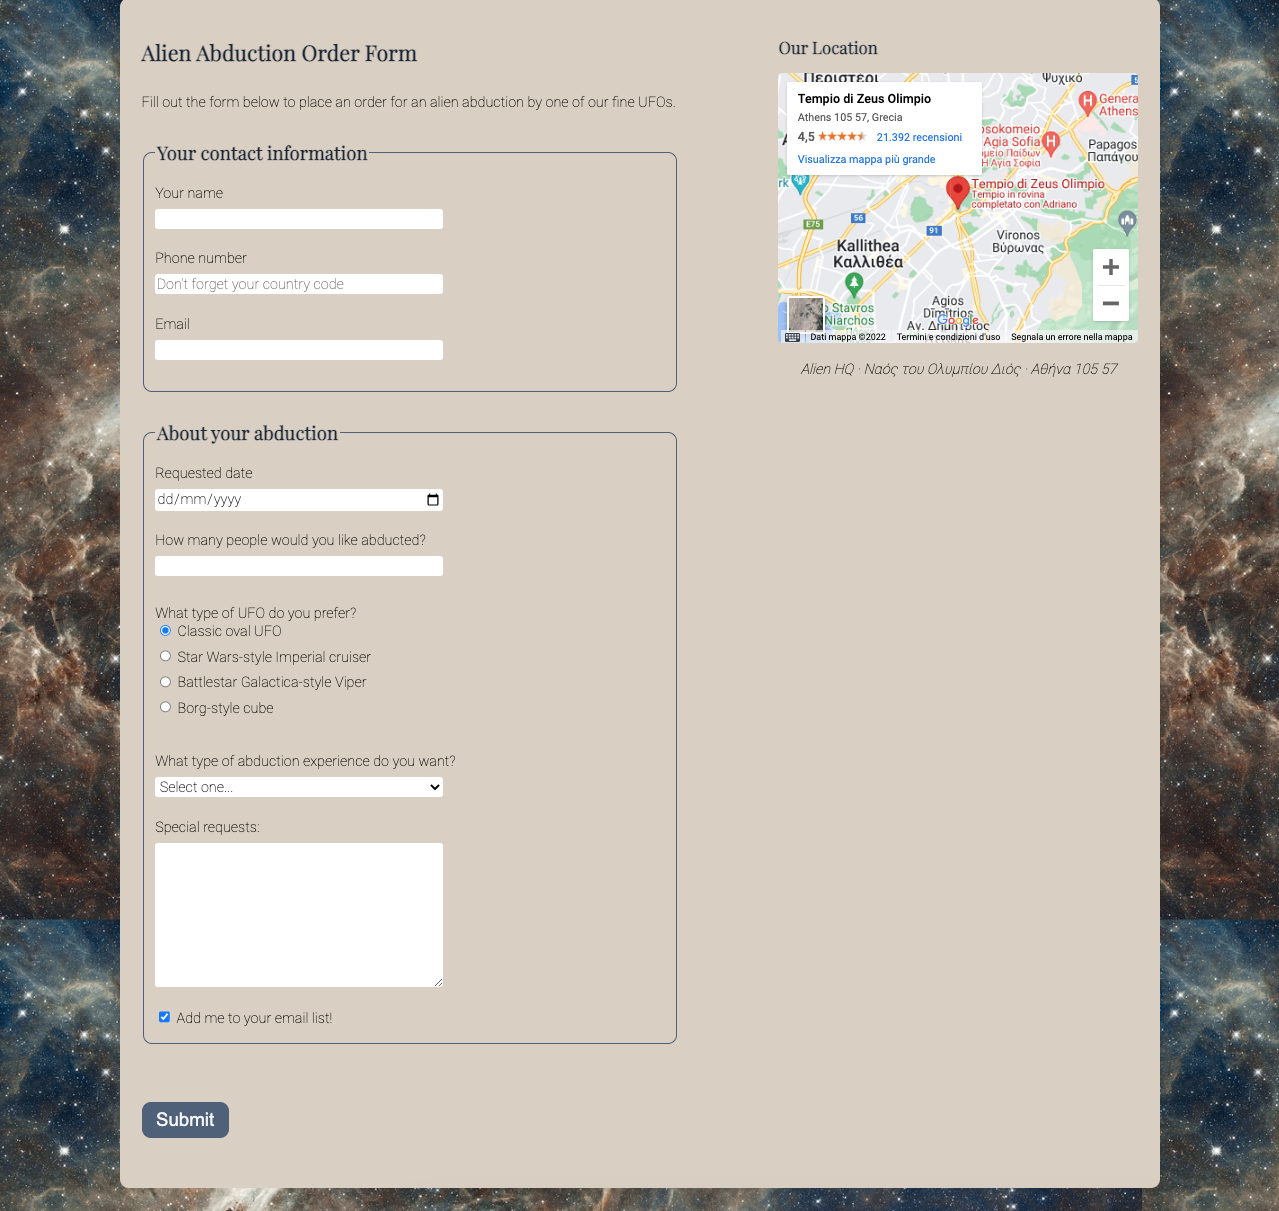 Alien Abduction Order Form
Fill out the form below to place an order for an alien abduction by one of our fine UFOs.
Your contact information
Your name
Phone number
Don't forget your country code
Email
About your abduction
Requested date
dd/mm/yyyy
How many people would you like abducted?
What type of UFO do you prefer?
Classic oval UFO
Star Wars-style Imperial cruiser
Battlestar Galactica-style Viper
Borg-style cube
What type of abduction experience do you want?
Select one...
Special requests:
Add me to your email list!
Submit
Our Location
Περιστέρι
Ψυχικό
Tempio di Zeus Olimpio
Athens 105 57, Grecia
4,5 21.392 recensioni
Visualizza mappa più grande
Genera
Athens
Agia Sofia
Η Αγία Σοφία
Papagos
Παπάγου
Tempio di Zeus Olimpio
Tempio in rovina
completato con Adriano
56
E75
91
Vironas
Βύρωνας
Kallithea
Καλλιθέα
Stavros
Niarchos
Agios
Dimitrios
Αγ. Δημήτριος
Google
Dati mappa ©2022 Termini e condizioni d'uso Segnala un errore nella mappa
Alien HQ · Ναός του Ολυμπίου Διός · Αθήνα 105 57